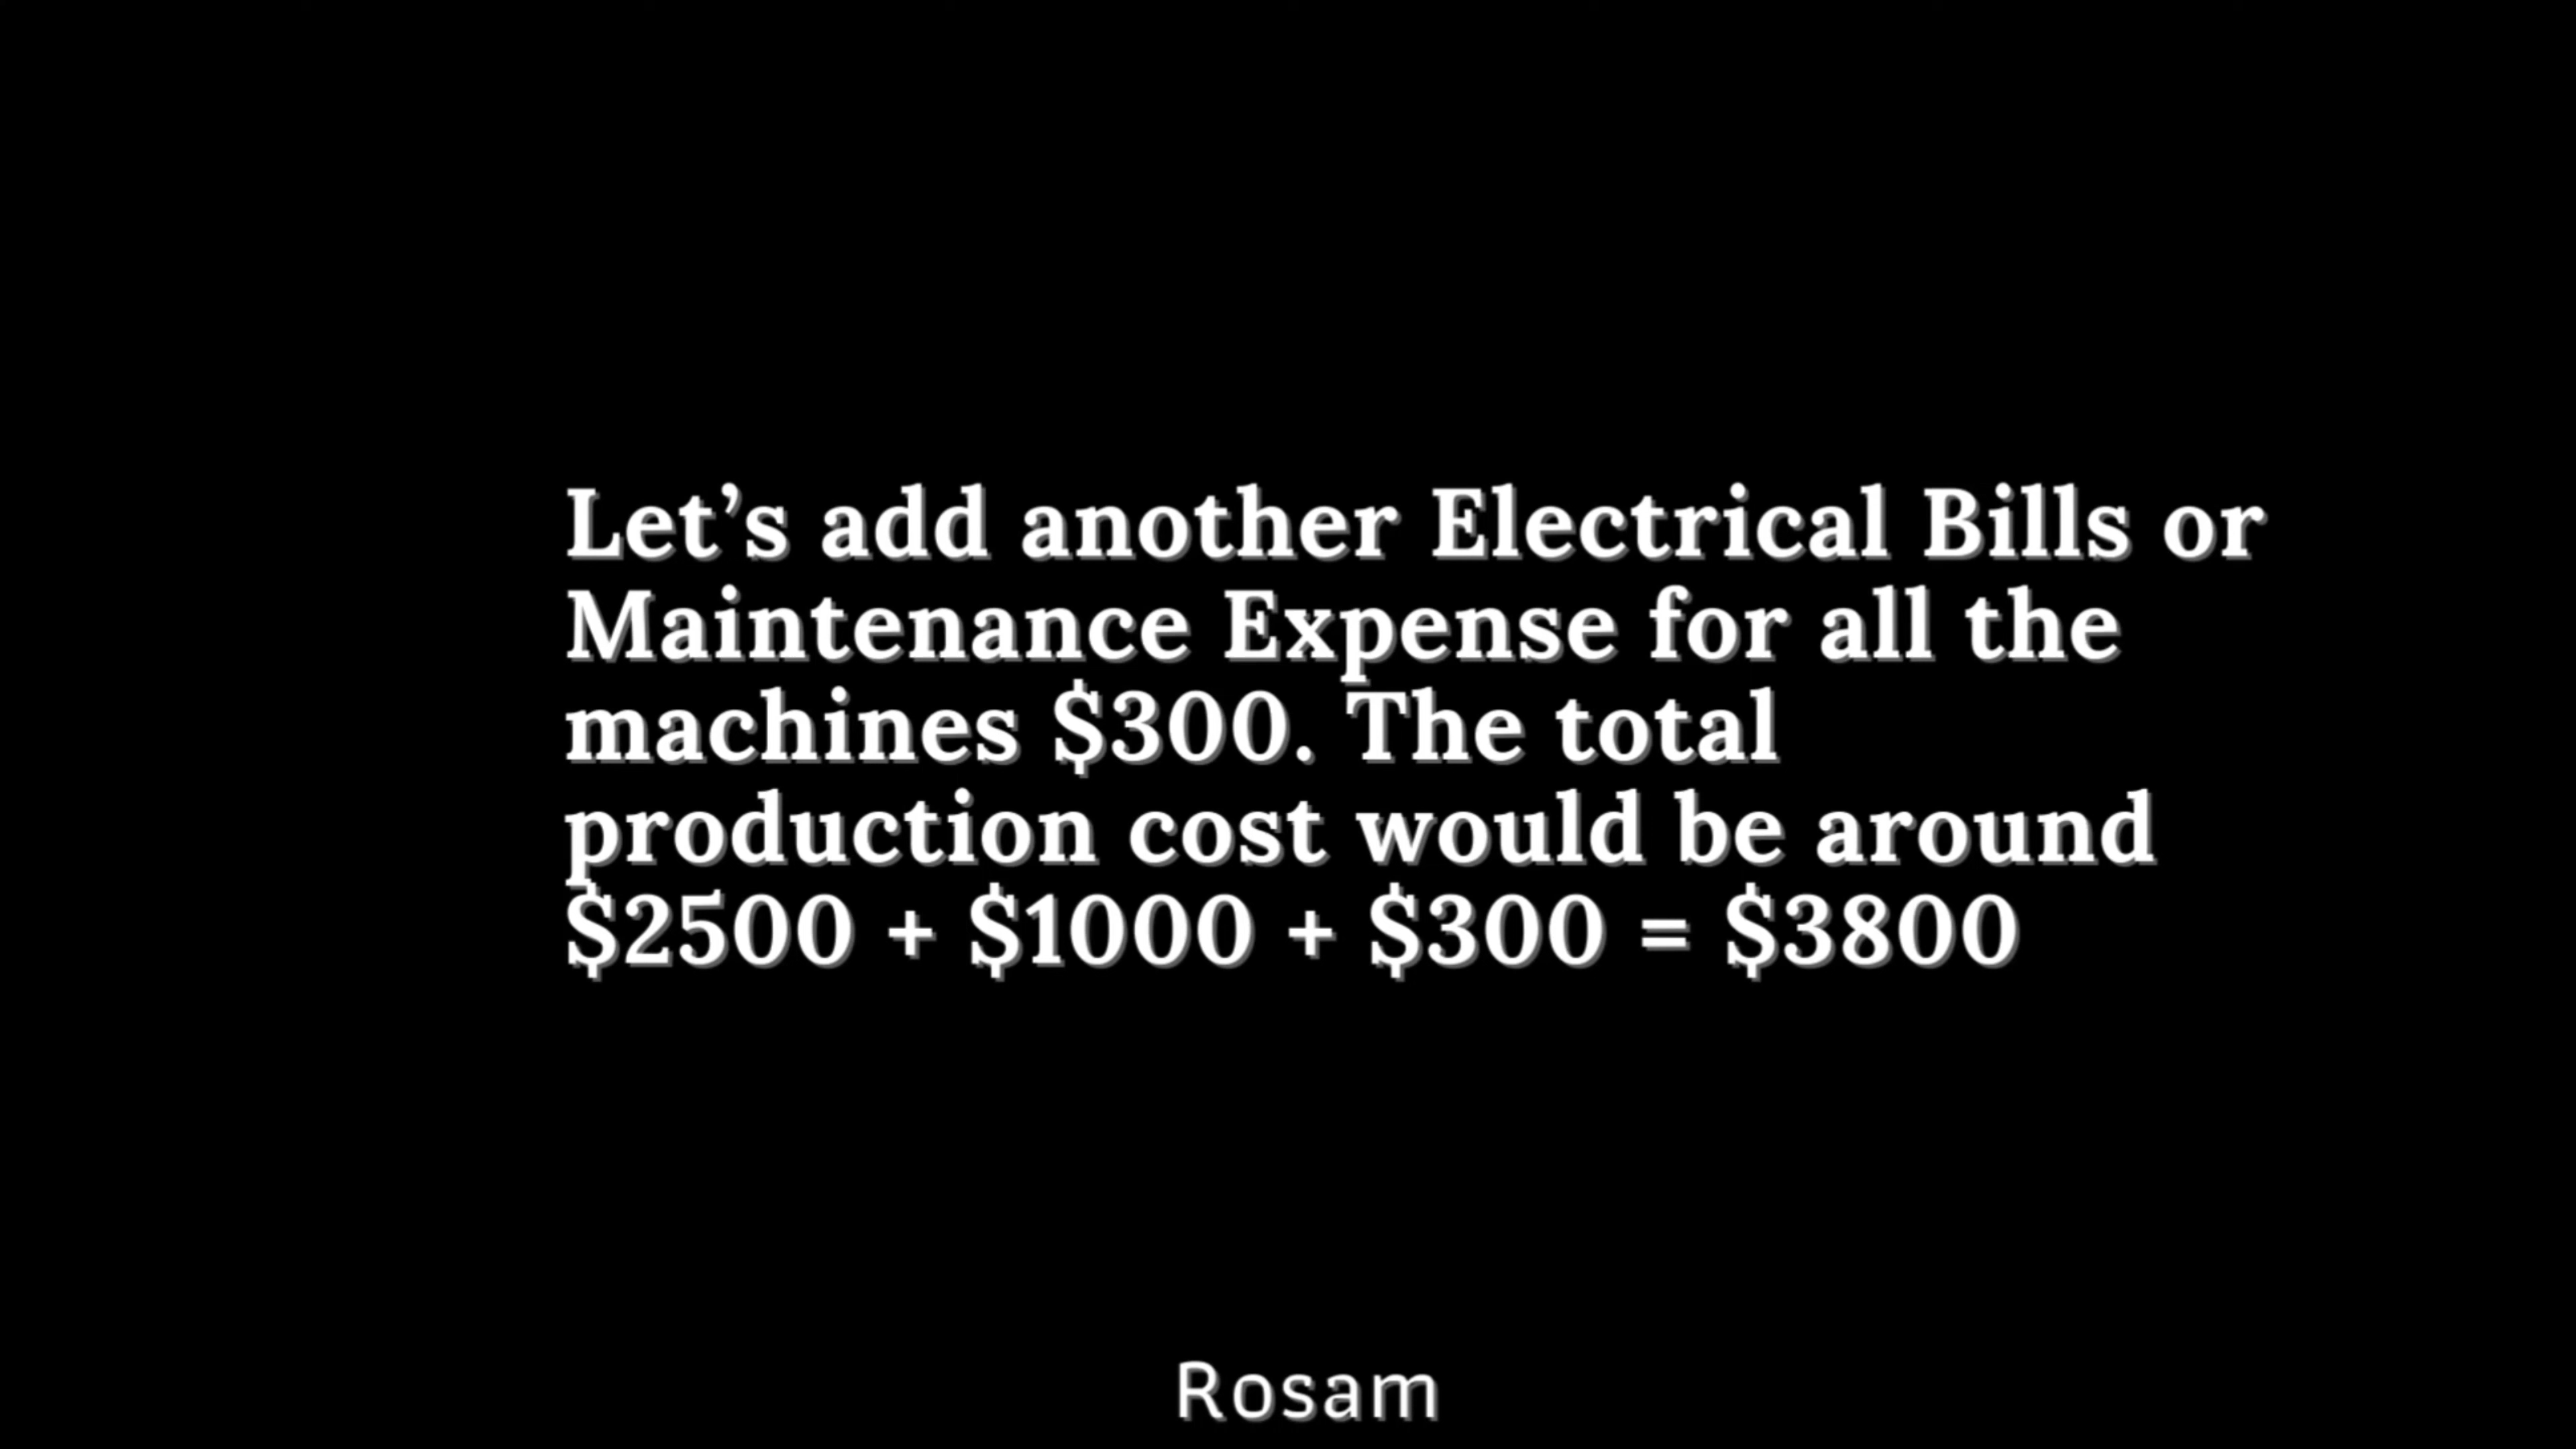 Let’s add another Electrical Bills or
Maintenance Expense for all the
machines $300. The total
production cost would be around
$2500 + $1000 + $300 = $3800
Rosam